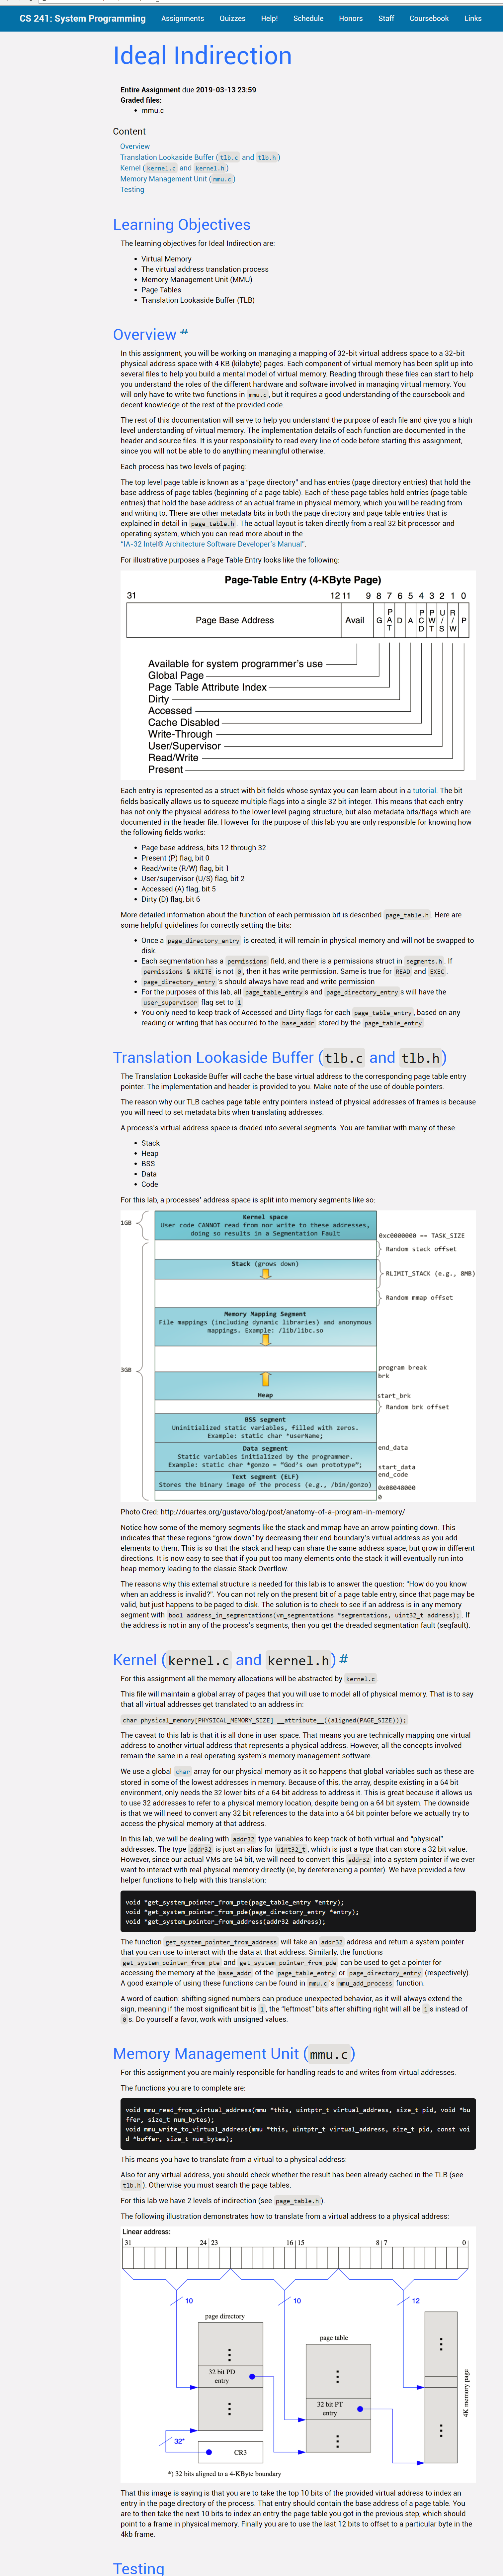 CS 241: System Programming Assignments Quizzes Help! Schedule Honors Staff Coursebook Links
Ideal Indirection
Entire Assignment due 2019-03-13 23:59
Graded files:
• mmu.c
Content
Overview
Translation Lookaside Buffer ( tlb.c and tlb.h )
Kernel ( kernel.c and kernel.h )
Memory Management Unit ( mmu.c )
Testing
Learning Objectives
The learning objectives for Ideal Indirection are:
• Virtual Memory
• The virtual address translation process
• Memory Management Unit (MMU)
• Page Tables
• Translation Lookaside Buffer (TLB)
Overview #
In this assignment, you will be working on managing a mapping of 32-bit virtual address space to a 32-bit
physical address space with 4 KB (kilobyte) pages. Each component of virtual memory has been split up into
several files to help you build a mental model of virtual memory. Reading through these files can start to help
you understand the roles of the different hardware and software involved in managing virtual memory. You
will only have to write two functions in mmu.c , but it requires a good understanding of the coursebook and
decent knowledge of the rest of the provided code.
The rest of this documentation will serve to help you understand the purpose of each file and give you a high
level understanding of virtual memory. The implementation details of each function are documented in the
header and source files. It is your responsibility to read every line of code before starting this assignment,
since you will not be able to do anything meaningful otherwise.
Each process has two levels of paging:
The top level page table is known as a “page directory” and has entries (page directory entries) that hold the
base address of page tables (beginning of a page table). Each of these page tables hold entries (page table
entries) that hold the base address of an actual frame in physical memory, which you will be reading from
and writing to. There are other metadata bits in both the page directory and page table entries that is
explained in detail in page_table.h . The actual layout is taken directly from a real 32 bit processor and
operating system, which you can read more about in the
“IA-32 Intel® Architecture Software Developer’s Manual”.
For illustrative purposes a Page Table Entry looks like the following:
Page-Table Entry (4-KByte Page)
31 12 11 9 8 7 6 5 4 3 2 1 0
Page Base Address Avail G PAT D A PCD PWT U/S R/W P
Available for system programmer’s use
Global Page
Page Table Attribute Index
Dirty
Accessed
Cache Disabled
Write-Through
User/Supervisor
Read/Write
Present
Each entry is represented as a struct with bit fields whose syntax you can learn about in a tutorial. The bit
fields basically allows us to squeeze multiple flags into a single 32 bit integer. This means that each entry
has not only the physical address to the lower level paging structure, but also metadata bits/flags which are
documented in the header file. However for the purpose of this lab you are only responsible for knowing how
the following fields works:
• Page base address, bits 12 through 32
• Present (P) flag, bit 0
• Read/write (R/W) flag, bit 1
• User/supervisor (U/S) flag, bit 2
• Accessed (A) flag, bit 5
• Dirty (D) flag, bit 6
More detailed information about the function of each permission bit is described page_table.h . Here are
some helpful guidelines for correctly setting the bits:
• Once a page_directory_entry is created, it will remain in physical memory and will not be swapped to
disk.
• Each segmentation has a permissions field, and there is a permissions struct in segments.h . If
permissions & WRITE is not 0 , then it has write permission. Same is true for READ and EXEC .
• page_directory_entry ’s should always have read and write permission
• For the purposes of this lab, all page_table_entry s and page_directory_entry s will have the
user_supervisor flag set to 1
• You only need to keep track of Accessed and Dirty flags for each page_table_entry , based on any
reading or writing that has occurred to the base_addr stored by the page_table_entry .
Translation Lookaside Buffer ( tlb.c and tlb.h )
The Translation Lookaside Buffer will cache the base virtual address to the corresponding page table entry
pointer. The implementation and header is provided to you. Make note of the use of double pointers.
The reason why our TLB caches page table entry pointers instead of physical addresses of frames is because
you will need to set metadata bits when translating addresses.
A process’s virtual address space is divided into several segments. You are familiar with many of these:
• Stack
• Heap
• BSS
• Data
• Code
For this lab, a processes’ address space is split into memory segments like so:
1GB
Kernel space
User code CANNOT read from nor write to these addresses,
doing so results in a Segmentation Fault
0xc0000000 == TASK_SIZE
Random stack offset
Stack (grows down)
RLIMIT_STACK (e.g., 8MB)
Random mmap offset
Memory Mapping Segment
File mappings (including dynamic libraries) and anonymous
mappings. Example: /lib/libc.so
3GB
program break
brk
Heap
start_brk
Random brk offset
BSS segment
Uninitialized static variables, filled with zeros.
Example: static char *userName;
end_data
Data segment
Static variables initialized by the programmer.
Example: static char *gonzo = “God’s own prototype”;
start_data
end_code
Text segment (ELF)
Stores the binary image of the process (e.g., /bin/gonzo)
0x08048000
0
Photo Cred: http://duartes.org/gustavo/blog/post/anatomy-of-a-program-in-memory/
Notice how some of the memory segments like the stack and mmap have an arrow pointing down. This
indicates that these regions “grow down” by decreasing their end boundary’s virtual address as you add
elements to them. This is so that the stack and heap can share the same address space, but grow in different
directions. It is now easy to see that if you put too many elements onto the stack it will eventually run into
heap memory leading to the classic Stack Overflow.
The reasons why this external structure is needed for this lab is to answer the question: “How do you know
when an address is invalid?”. You can not rely on the present bit of a page table entry, since that page may be
valid, but just happens to be paged to disk. The solution is to check to see if an address is in any memory
segment with bool address_in_segmentations(vm_segmentations *segmentations, uint32_t address); . If
the address is not in any of the process’s segments, then you get the dreaded segmentation fault (segfault).
Kernel ( kernel.c and kernel.h ) #
For this assignment all the memory allocations will be abstracted by kernel.c .
This file will maintain a global array of pages that you will use to model all of physical memory. That is to say
that all virtual addresses get translated to an address in:
char physical_memory[PHYSICAL_MEMORY_SIZE] __attribute__((aligned(PAGE_SIZE)));
The caveat to this lab is that it is all done in user space. That means you are technically mapping one virtual
address to another virtual address that represents a physical address. However, all the concepts involved
remain the same in a real operating system’s memory management software.
We use a global char array for our physical memory as it so happens that global variables such as these are
stored in some of the lowest addresses in memory. Because of this, the array, despite existing in a 64 bit
environment, only needs the 32 lower bits of a 64 bit address to address it. This is great because it allows us
to use 32 addresses to refer to a physical memory location, despite being on a 64 bit system. The downside
is that we will need to convert any 32 bit references to the data into a 64 bit pointer before we actually try to
access the physical memory at that address.
In this lab, we will be dealing with addr32 type variables to keep track of both virtual and “physical”
addresses. The type addr32 is just an alias for uint32_t , which is just a type that can store a 32 bit value.
However, since our actual VMs are 64 bit, we will need to convert this addr32 into a system pointer if we ever
want to interact with real physical memory directly (ie, by dereferencing a pointer). We have provided a few
helper functions to help with this translation:
void *get_system_pointer_from_pte(page_table_entry *entry);
void *get_system_pointer_from_pde(page_directory_entry *entry);
void *get_system_pointer_from_address(addr32 address);
The function get_system_pointer_from_address will take an addr32 address and return a system pointer
that you can use to interact with the data at that address. Similarly, the functions
get_system_pointer_from_pte and get_system_pointer_from_pde can be used to get a pointer for
accessing the memory at the base_addr of the page_table_entry or page_directory_entry (respectively).
A good example of using these functions can be found in mmu.c ’s mmu_add_process function.
A word of caution: shifting signed numbers can produce unexpected behavior, as it will always extend the
sign, meaning if the most significant bit is 1 , the “leftmost” bits after shifting right will all be 1 s instead of
0 s. Do yourself a favor, work with unsigned values.
Memory Management Unit ( mmu.c )
For this assignment you are mainly responsible for handling reads to and writes from virtual addresses.
The functions you are to complete are:
void mmu_read_from_virtual_address(mmu *this, uintptr_t virtual_address, size_t pid, void *bu
ffer, size_t num_bytes);
void mmu_write_to_virtual_address(mmu *this, uintptr_t virtual_address, size_t pid, const voi
d *buffer, size_t num_bytes);
This means you have to translate from a virtual to a physical address:
Also for any virtual address, you should check whether the result has been already cached in the TLB (see
tlb.h ). Otherwise you must search the page tables.
For this lab we have 2 levels of indirection (see page_table.h ).
The following illustration demonstrates how to translate from a virtual address to a physical address:
Linear address:
31 24 23 16 15 8 7 0
10 10 12
page directory
page table
32 bit PD
entry
32 bit PT
entry
4K memory page
32*
CR3
*) 32 bits aligned to a 4-KByte boundary
That this image is saying is that you are to take the top 10 bits of the provided virtual address to index an
entry in the page directory of the process. That entry should contain the base address of a page table. You
are to then take the next 10 bits to index an entry the page table you got in the previous step, which should
point to a frame in physical memory. Finally you are to use the last 12 bits to offset to a particular byte in the
4kb frame.
Testing